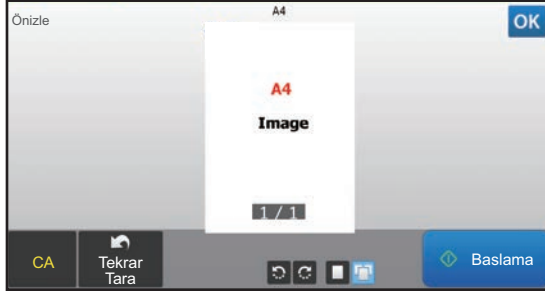 Önizle
A4
OK
A4
Image
1 / 1
CA
Tekrar
Tara
Baslama